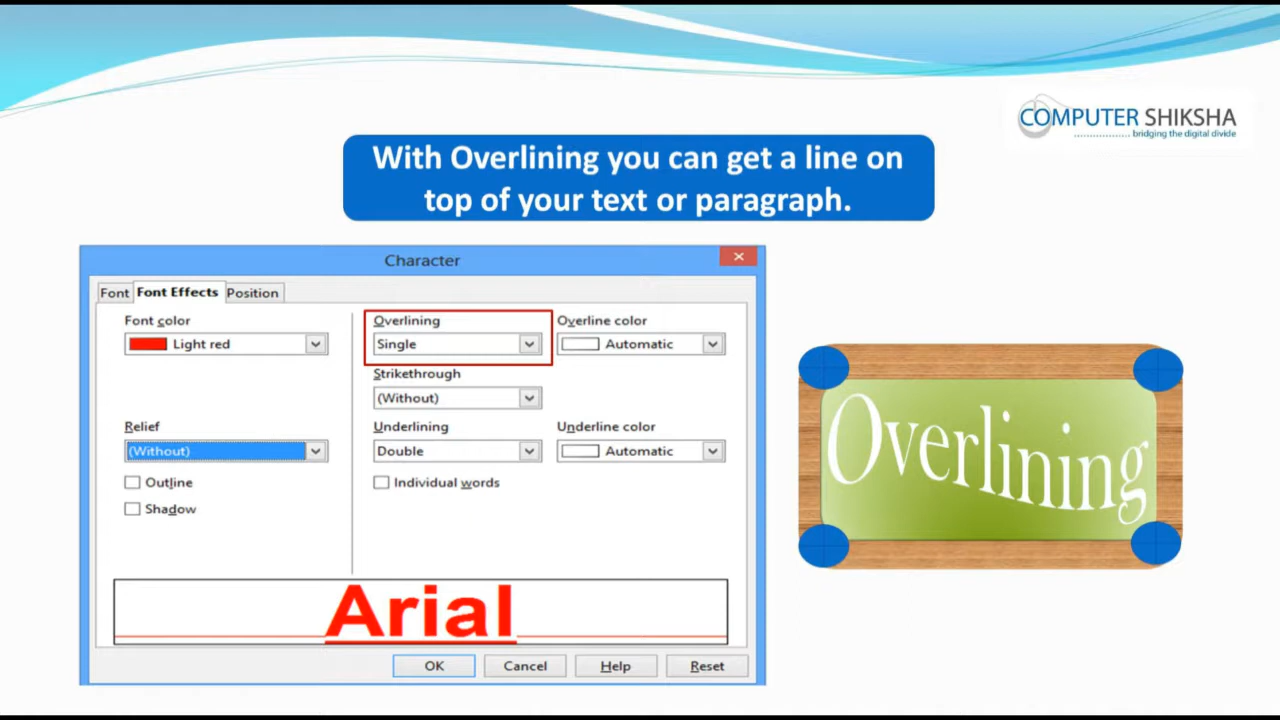 COMPUTER SHIKSHA
bridging the digital divide
With Overlining you can get a line on
top of your text or paragraph.
Character
Font Font Effects Position
Font color
Light red
Overlining
Single
Overline color
Automatic
Strikethrough
(Without)
Relief
(Without)
Underlining
Double
Underline color
Automatic
Outline
Shadow
Individual words
Arial
OK Cancel Help Reset
Overlining